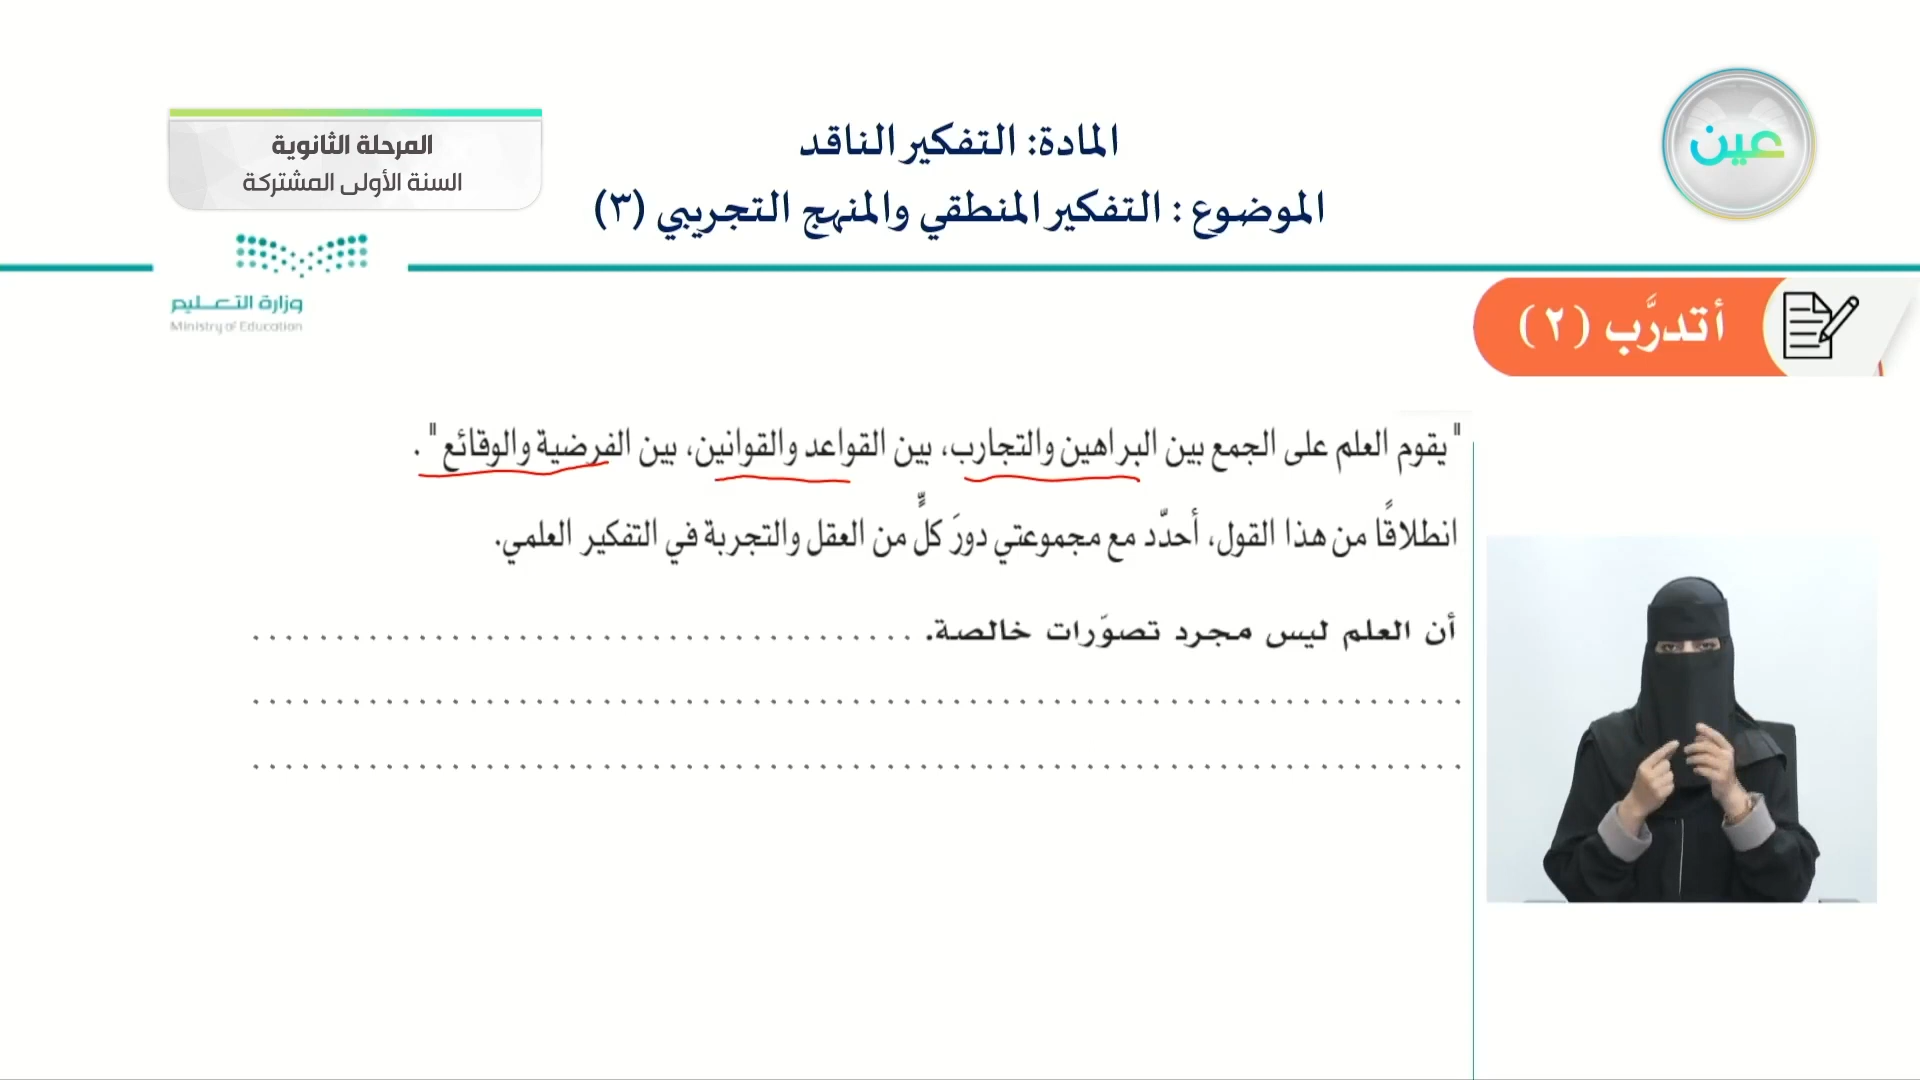 عين
المادة: التفكير الناقد
الموضوع : التفكير المنطقي والمنهج التجريبي (٣)
المرحلة الثانوية
السنة الأولى المشتركة
وزارة التعليم
Ministry of Education
أتدرَّب (٢)
" يقوم العلم على الجمع بين البراهين والتجارب، بين القواعد والقوانين، بين الفرضية والوقائع " .
انطلاقًا من هذا القول، أحدّد مع مجموعتي دورَ كلٍّ من العقل والتجربة في التفكير العلمي.
أن العلم ليس مجرد تصوّرات خالصة.